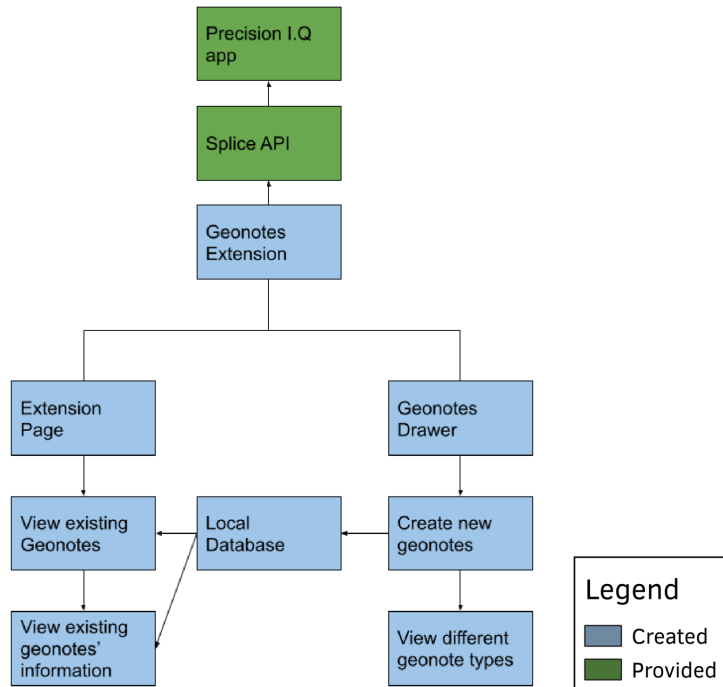 Precision I.Q
app
Splice API
Geonotes
Extension
Extension
Page
Geonotes
Drawer
View existing
Geonotes
Local
Database
Create new
geonotes
View existing
geonotes'
information
View different
geonote types
Legend
Created
Provided